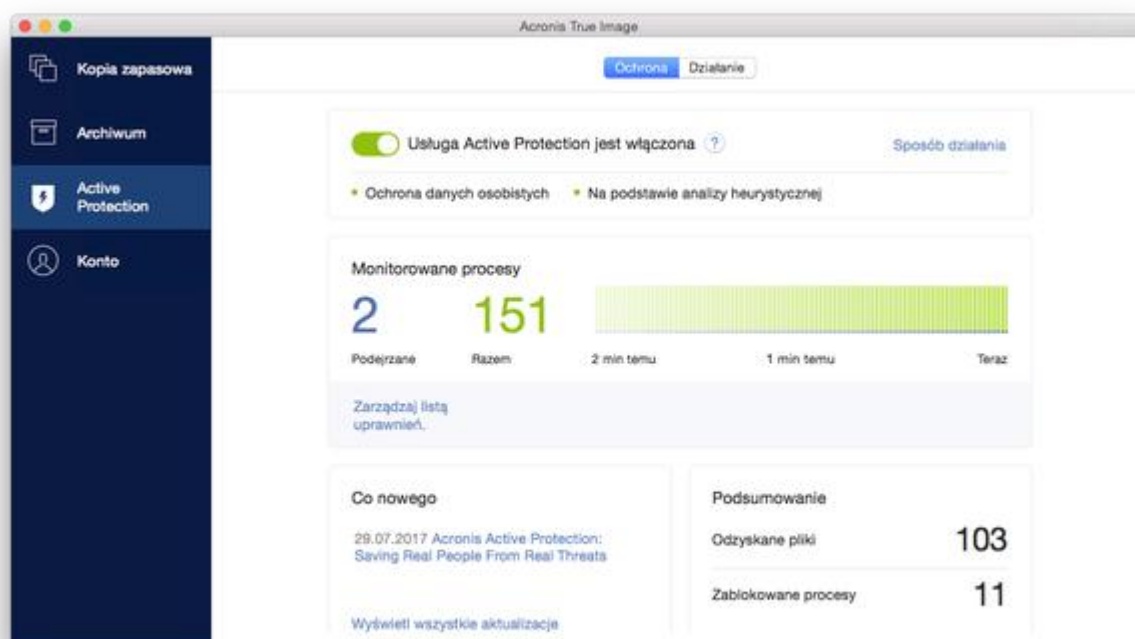 Acronis True Image
Kopia zapasowa
Archiwum
Active
Protection
Konto
Ochrona Działanie
Usługa Active Protection jest włączona ? Sposób działania
Ochrona danych osobistych Na podstawie analizy heurystycznej
Monitorowane procesy
2 151
Podejrzane Razem 2 min temu 1 min temu Teraz
Zarządzaj listą
uprawnień.
Co nowego
29.07.2017 Acronis Active Protection:
Saving Real People From Real Threats
Wyświetl wszystkie aktualizacje
Podsumowanie
Odzyskane pliki 103
Zablokowane procesy 11